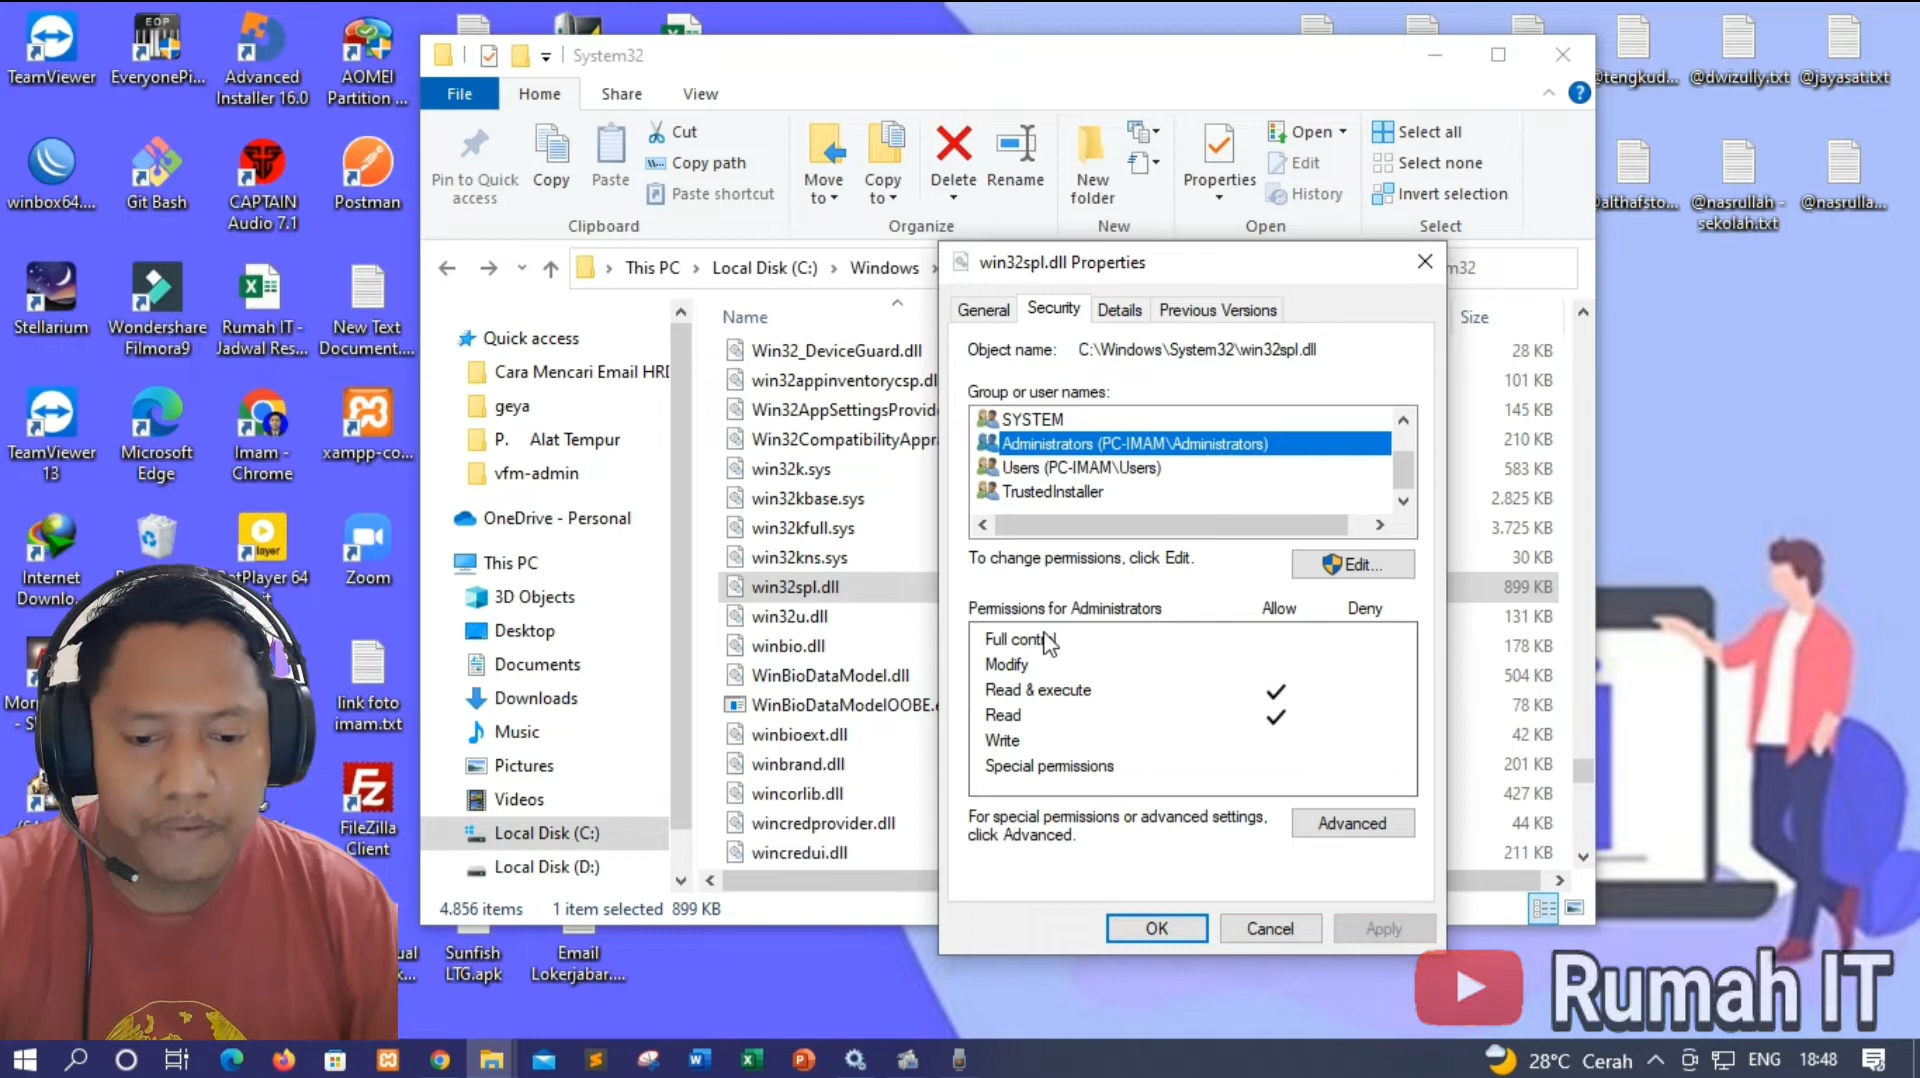 TeamViewer
EveryonePi...
Advanced
Installer 16.0
AOMEI
Partition ...
winbox64....
Git Bash
CAPTAIN
Audio 7.1
Postman
Stellarium
Wondershare
Filmora9
Rumah IT -
Jadwal Res...
New Text
Document....
TeamViewer
13
Microsoft
Edge
Imam -
Chrome
xampp-co...
Internet
Downlo...
Zoom
link foto
imam.txt
FileZilla
Client
Sunfish
LTG.apk
Email
Lokerjabar....
@dwizully.txt
@jayasat.txt
@nasrullah -
sekolah.txt
@nasrulla...
System32
File
Home
Share
View
Pin to Quick
access
Copy
Paste
Cut
Copy path
Paste shortcut
Clipboard
Move
to
Copy
to
Delete
Rename
Organize
New
folder
New
Properties
Open
Edit
History
Open
Select all
Select none
Invert selection
Select
This PC > Local Disk (C:) > Windows >
Quick access
Cara Mencari Email HRD
geya
P. Alat Tempur
vfm-admin
OneDrive - Personal
This PC
3D Objects
Desktop
Documents
Downloads
Music
Pictures
Videos
Local Disk (C:)
Local Disk (D:)
Name
Size
Win32_DeviceGuard.dll 28 KB
win32appinventorycsp.dl 101 KB
Win32AppSettingsProvid 145 KB
Win32CompatibilityAppra 210 KB
win32k.sys 583 KB
win32kbase.sys 2.825 KB
win32kfull.sys 3.725 KB
win32kns.sys 30 KB
win32spl.dll 899 KB
win32u.dll 131 KB
winbio.dll 178 KB
WinBioDataModel.dll 504 KB
WinBioDataModelOOBE.e 78 KB
winbioext.dll 42 KB
winbrand.dll 201 KB
wincorlib.dll 427 KB
wincredprovider.dll 44 KB
wincredui.dll 211 KB
4.856 items 1 item selected 899 KB
win32spl.dll Properties
General
Security
Details
Previous Versions
Object name: C:\Windows\System32\win32spl.dll
Group or user names:
SYSTEM
Administrators (PC-IMAM\Administrators)
Users (PC-IMAM\Users)
TrustedInstaller
To change permissions, click Edit.
Edit...
Permissions for Administrators Allow Deny
Full control
Modify
Read & execute
Read
Write
Special permissions
For special permissions or advanced settings,
click Advanced.
Advanced
OK
Cancel
Apply
Rumah IT
28°C Cerah
ENG
18:48